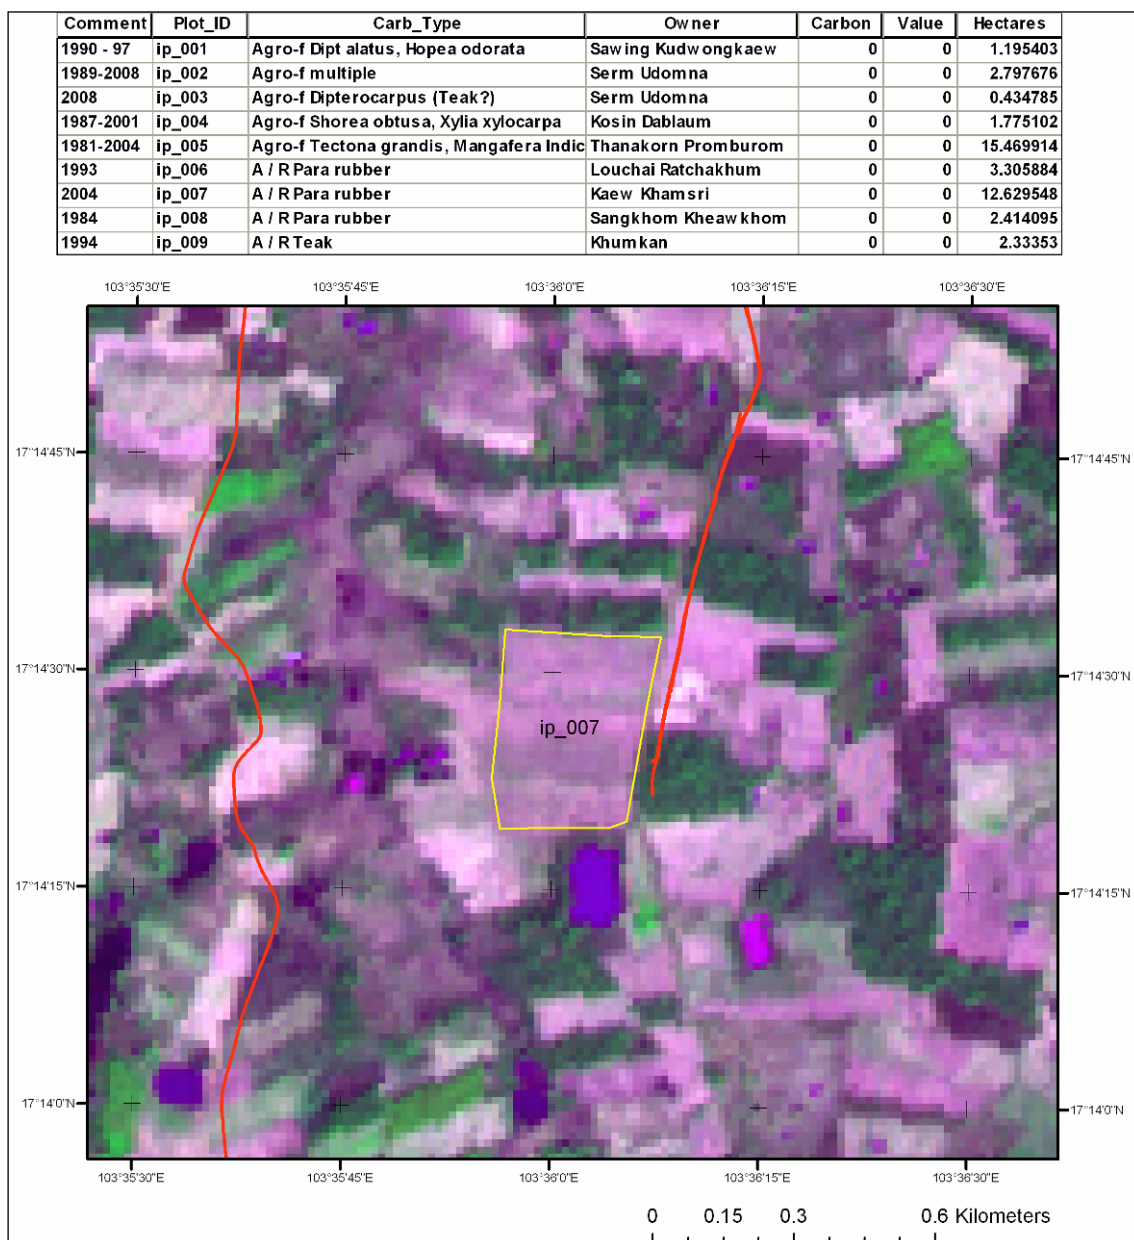 Comment Plot_ID Carb_Type Owner Carbon Value Hectares
1990 - 97 ip_001 Agro-f Dipt alatus, Hopea odorata Sawing Kudwongkaew 0 0 1.195403
1989-2008 ip_002 Agro-f multiple Serm Udomna 0 0 2.797676
2008 ip_003 Agro-f Dipterocarpus (Teak?) Serm Udomna 0 0 0.434785
1987-2001 ip_004 Agro-f Shorea obtusa, Xylia xylocarpa Kosin Dablaum 0 0 1.775102
1981-2004 ip_005 Agro-f Tectona grandis, Mangafera Indic Thanakorn Promburom 0 0 15.469914
1993 ip_006 A / R Para rubber Louchai Ratchakhum 0 0 3.305884
2004 ip_007 A / R Para rubber Kaew Khamsri 0 0 12.629548
1984 ip_008 A / R Para rubber Sangkhom Kheawkhom 0 0 2.414095
1994 ip_009 A / R Teak Khumkan 0 0 2.33353
103°35'30"E 103°35'45"E 103°36'0"E 103°36'15"E 103°36'30"E
17°14'45"N 17°14'45"N
17°14'30"N 17°14'30"N
ip_007
17°14'15"N 17°14'15"N
17°14'0"N 17°14'0"N
103°35'30"E 103°35'45"E 103°36'0"E 103°36'15"E 103°36'30"E
0 0.15 0.3 0.6 Kilometers